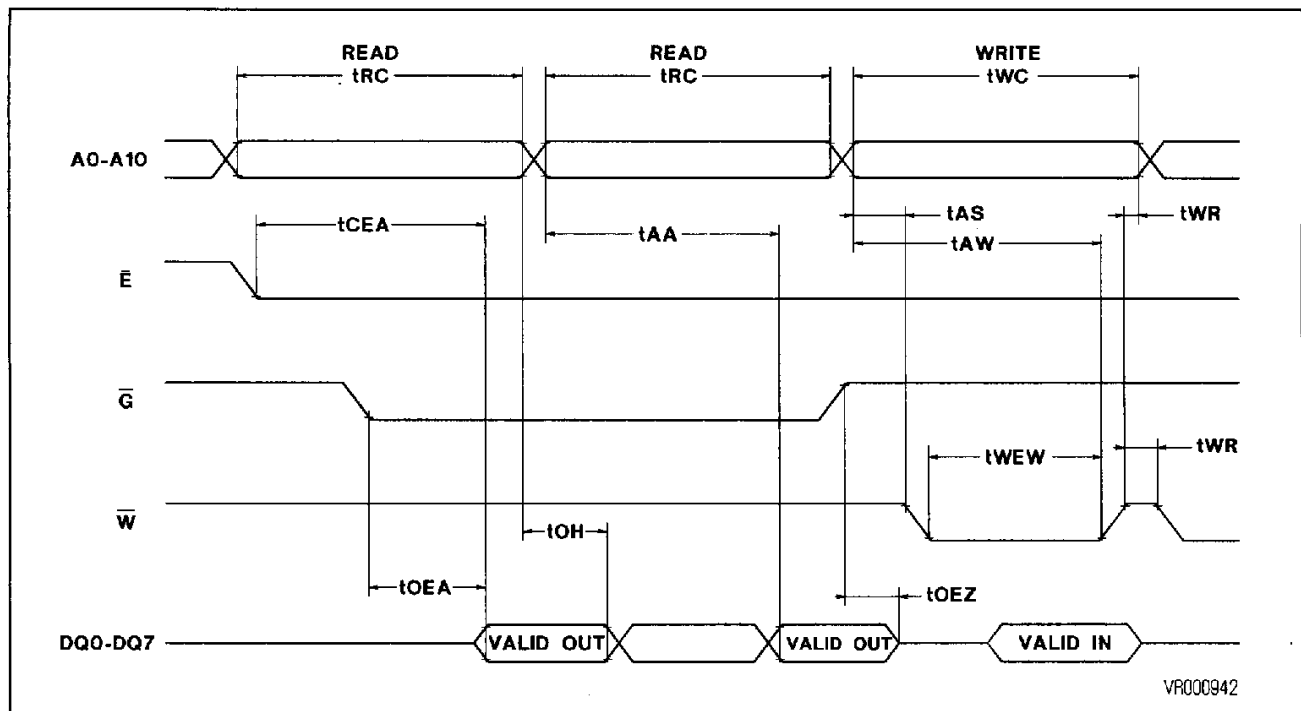 READ READ WRITE
tRC tRC tWC
A0-A10
tAS tWR
tCEA tAA tAW
E̅
G̅
tWEW tWR
W̅
tOH
tOEA tOEZ
DQ0-DQ7 VALID OUT VALID OUT VALID IN
VR000942